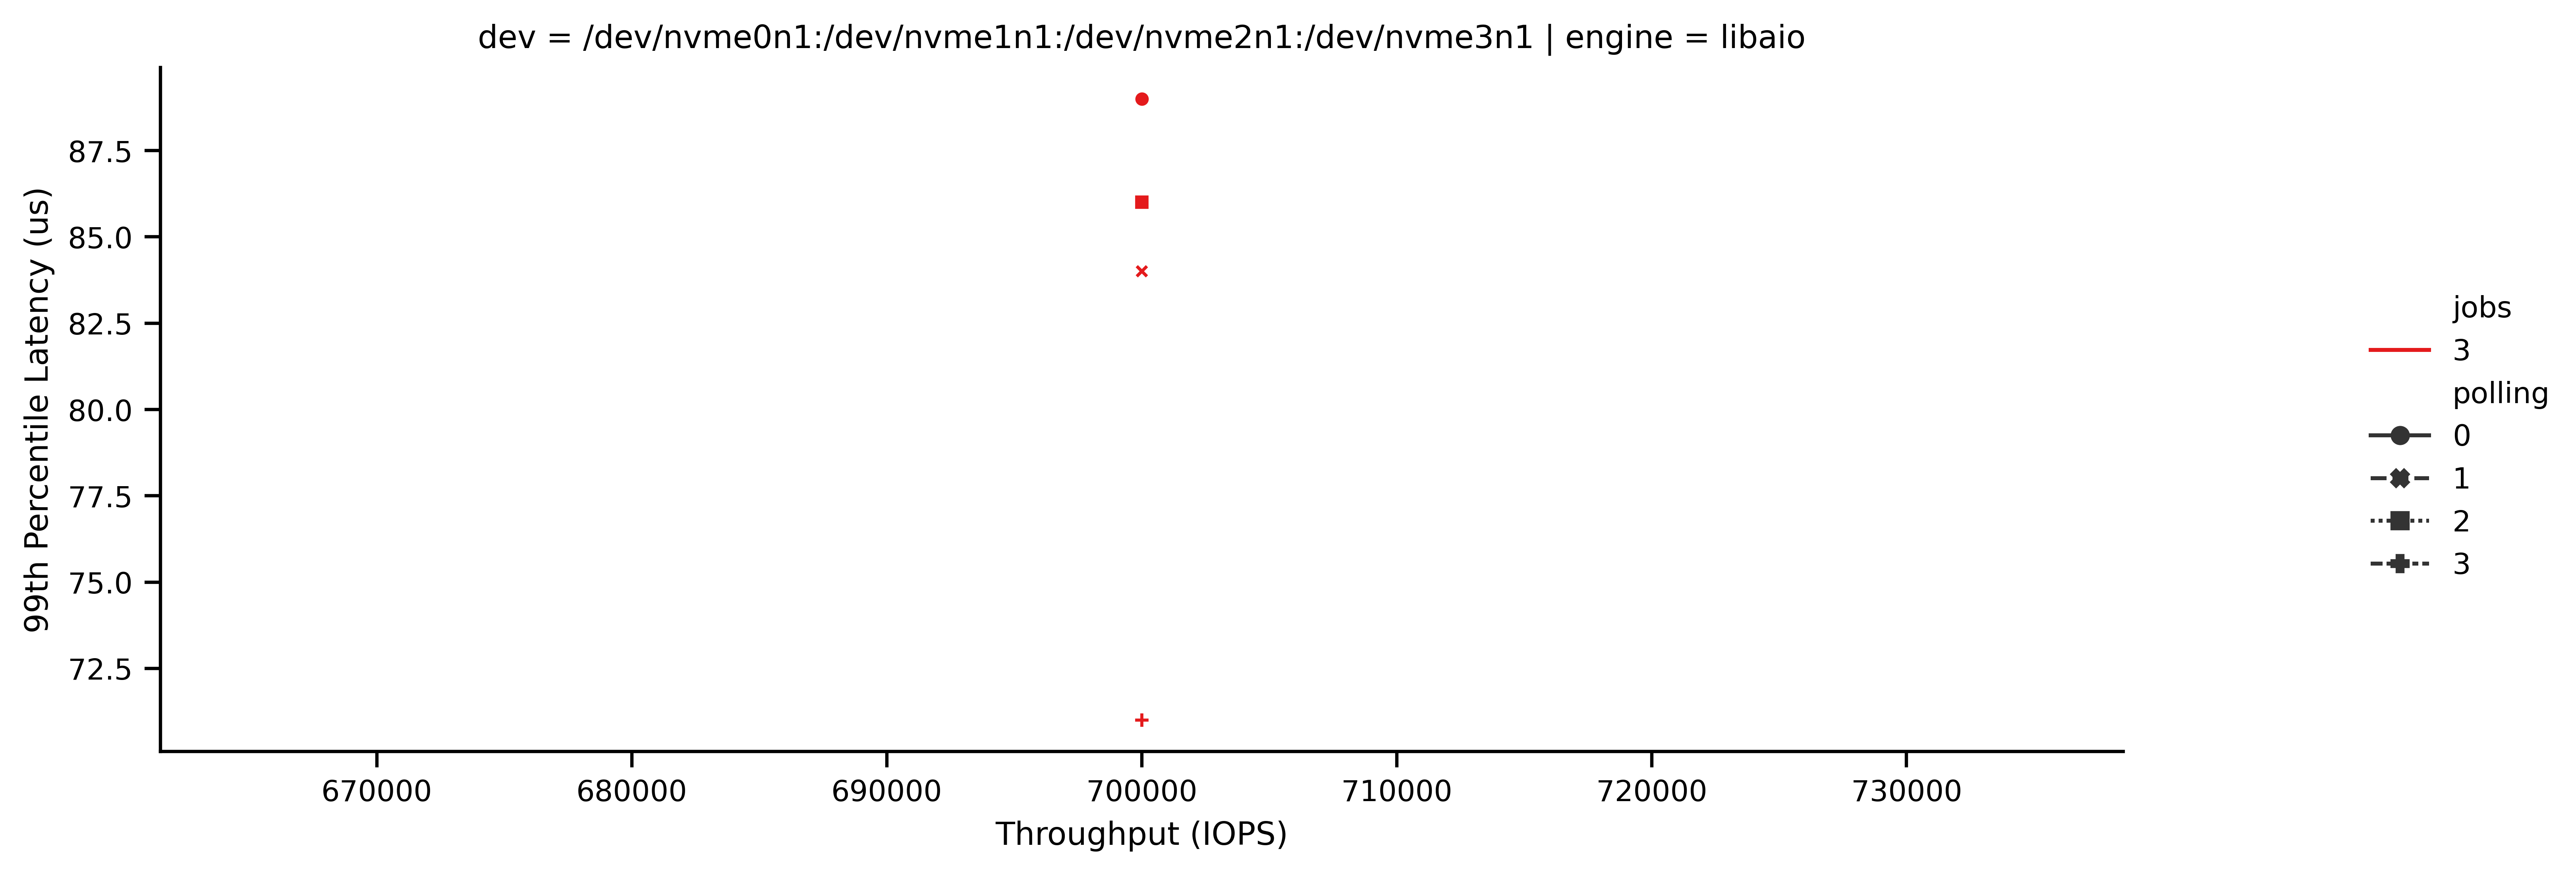 dev = /dev/nvme0n1:/dev/nvme1n1:/dev/nvme2n1:/dev/nvme3n1 | engine = libaio
99th Percentile Latency (us)
87.5
85.0
82.5
80.0
77.5
75.0
72.5
670000 680000 690000 700000 710000 720000 730000
Throughput (IOPS)
jobs
3
polling
0
1
2
3